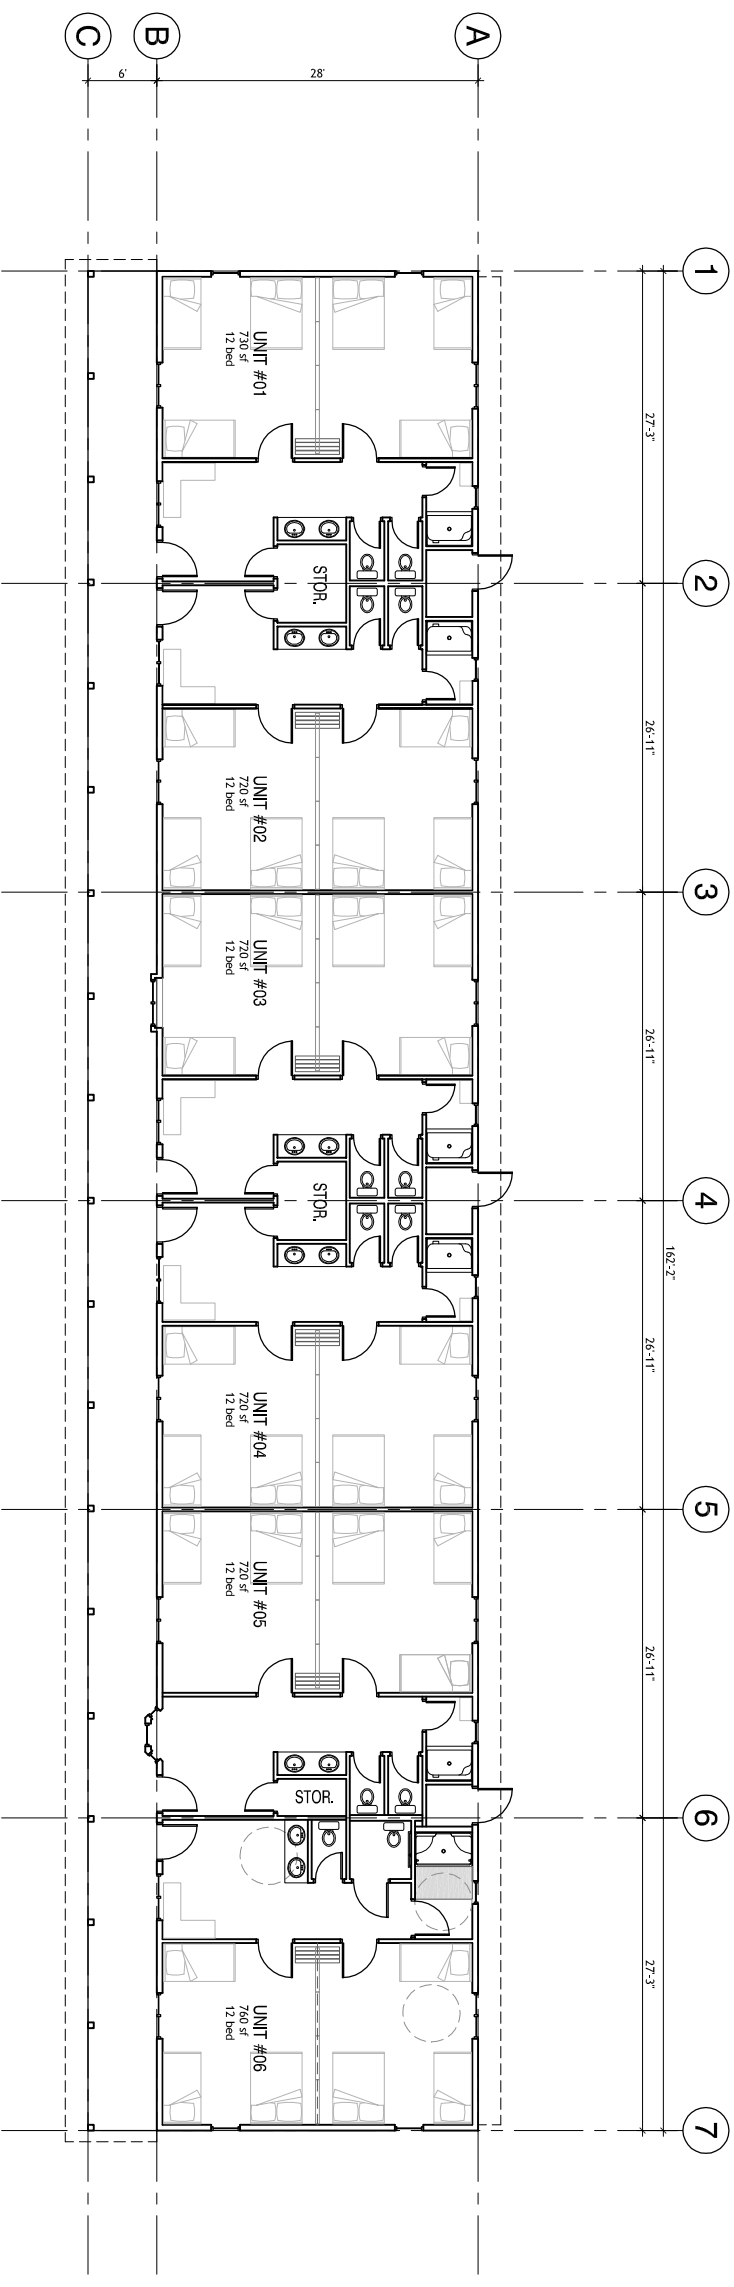 1
2
3
4
5
6
7
162'-2"
27'-3"
26'-11"
26'-11"
26'-11"
26'-11"
27'-3"
A
B
C
28'
6'
UNIT #01
730 sf
12 bed
STOR.
UNIT #02
720 sf
12 bed
UNIT #03
720 sf
12 bed
STOR.
UNIT #04
720 sf
12 bed
UNIT #05
720 sf
12 bed
STOR.
UNIT #06
760 sf
12 bed